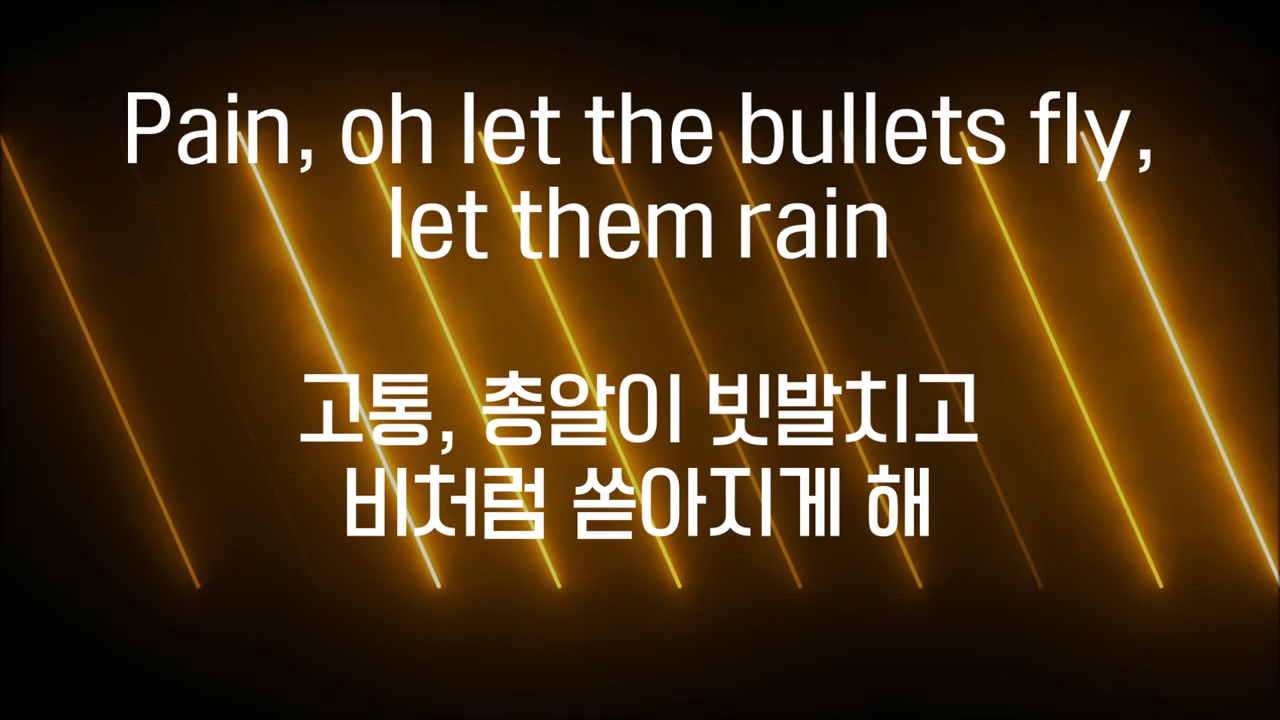 Pain, oh let the bullets fly,
let them rain
고통, 총알이 빗발치고
비처럼 쏟아지게 해